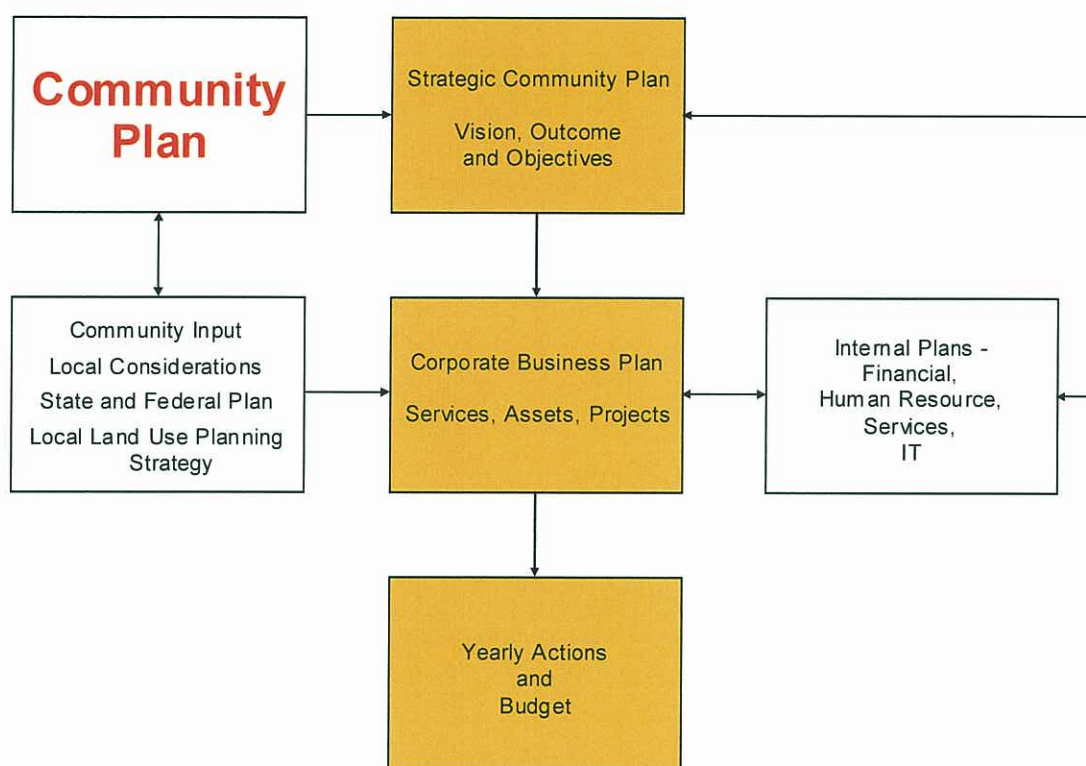 Community
Plan
Strategic Community Plan
Vision, Outcome
and Objectives
Community Input
Local Considerations
State and Federal Plan
Local Land Use Planning
Strategy
Corporate Business Plan
Services, Assets, Projects
Internal Plans -
Financial,
Human Resource,
Services,
IT
Yearly Actions
and
Budget